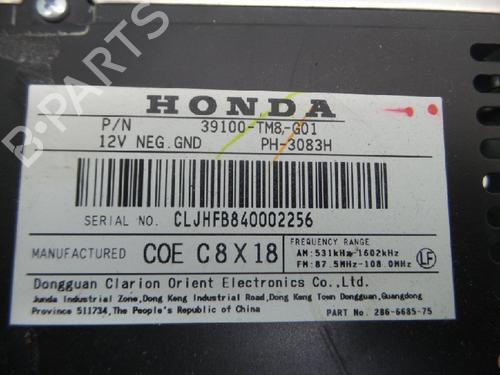 HONDA
P/N 39100-TM8-G01
12V NEG.GND PH-3083H
SERIAL NO. CLJHFB840002256
MANUFACTURED COE C8X18
FREQUENCY RANGE
AM:531kHz-1602kHz
FM:87.5MHz-108.0MHz
LF
Dongguan Clarion Orient Electronics Co.,Ltd.
Junda Industrial Zone,Dong Keng Industrial Road,Dong Keng Town Dongguan,Guangdong
Province 511734,The People's Republic of China
PART No. 286-6685-75
B-PARTS